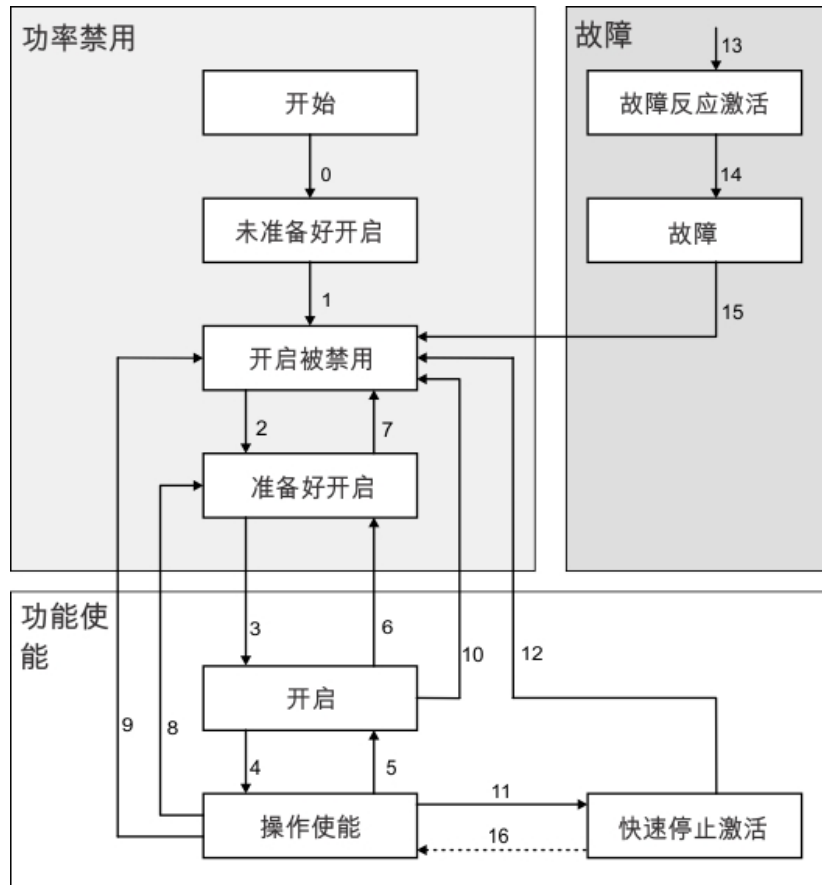 功率禁用
故障
13
开始
故障反应激活
0
14
未准备好开启
故障
1
15
开启被禁用
2
7
准备好开启
功能使
能
3
6
10
12
开启
9
8
4
5
11
操作使能
快速停止激活
16